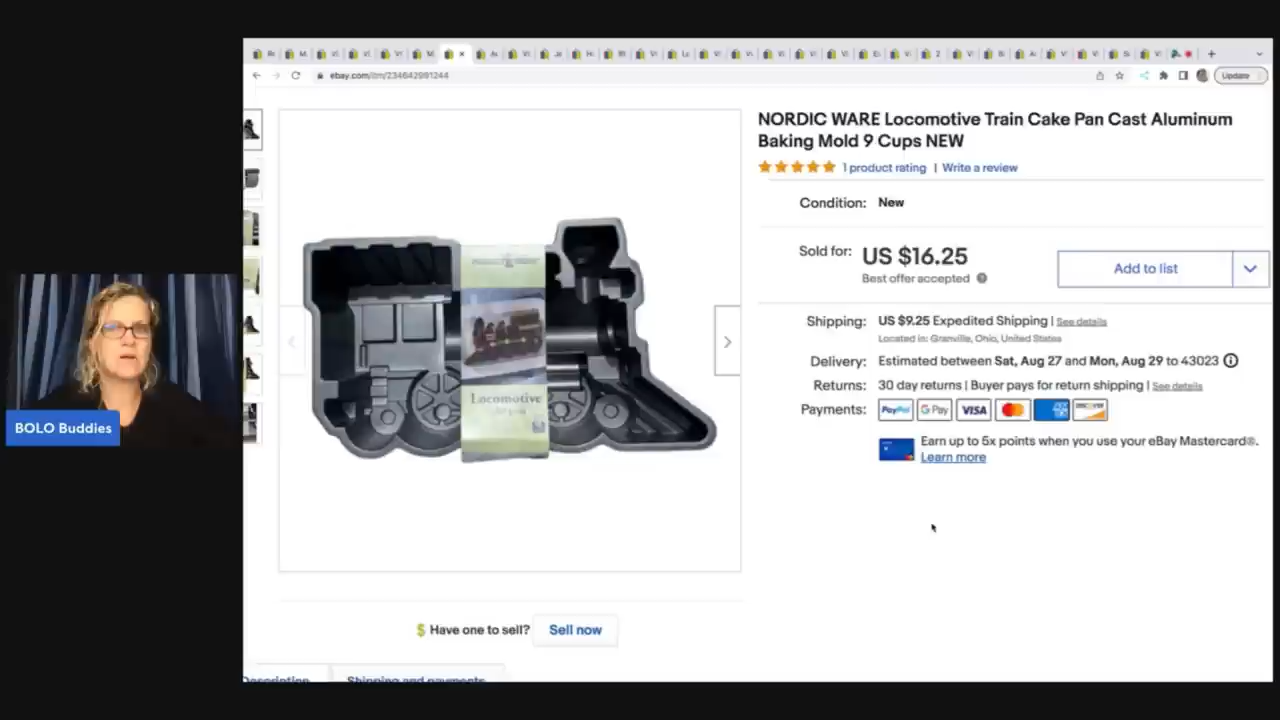 ebay.com/itm/234642991244
Update
NORDIC WARE Locomotive Train Cake Pan Cast Aluminum
Baking Mold 9 Cups NEW
1 product rating | Write a review
Condition: New
Sold for: US $16.25
Best offer accepted
Add to list
Shipping: US $9.25 Expedited Shipping | See details
Located in: Granville, Ohio, United States
Delivery: Estimated between Sat, Aug 27 and Mon, Aug 29 to 43023
Returns: 30 day returns | Buyer pays for return shipping | See details
Payments: PayPal G Pay VISA DISCOVER
Earn up to 5x points when you use your eBay Mastercard®.
Learn more
Locomotive
BOLO Buddies
$ Have one to sell? Sell now
Description Shipping and payments